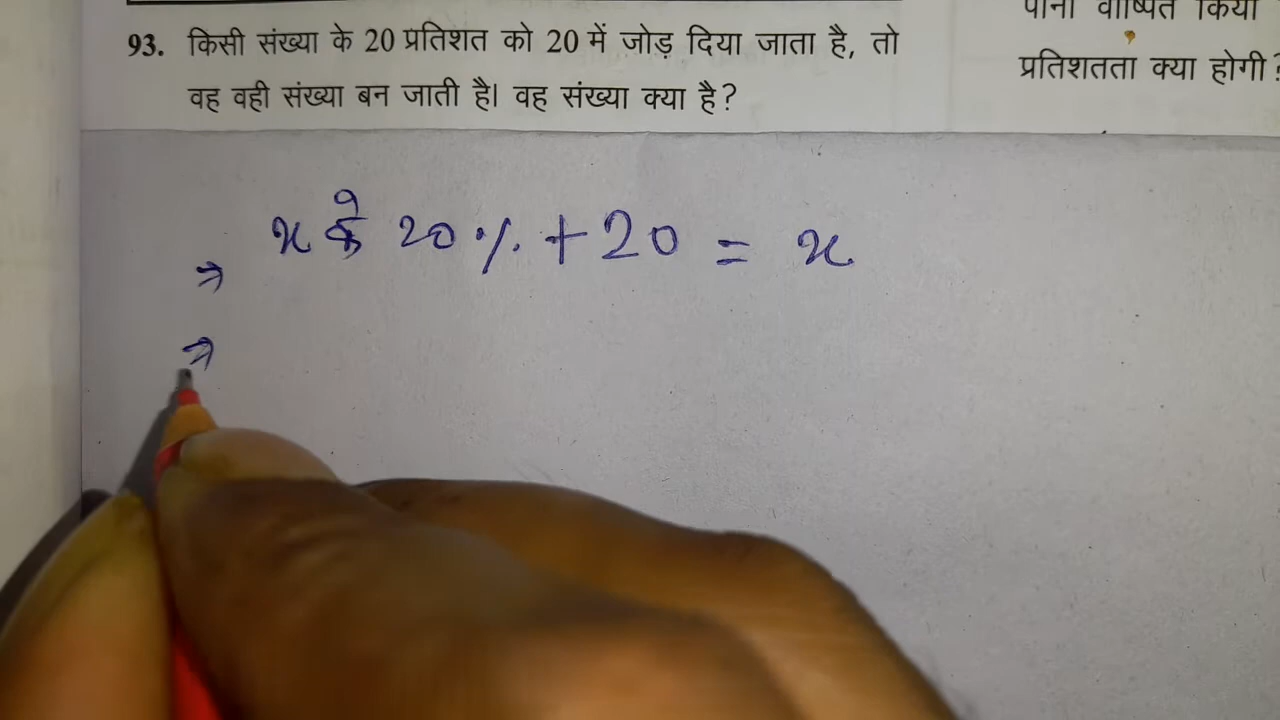 93. किसी संख्या के 20 प्रतिशत को 20 में जोड़ दिया जाता है, तो
वह वही संख्या बन जाती है। वह संख्या क्या है?
पानी वाष्पित किया
प्रतिशतता क्या होगी?
x के 20 % + 20 = x
⇒
⇒